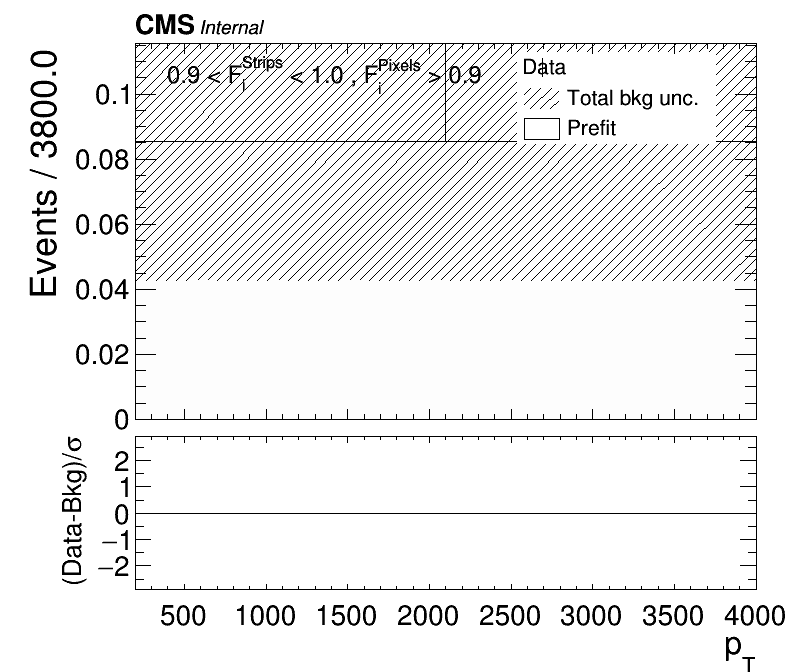 CMS Internal
0.9 < F_i^Strips < 1.0 , F_i^Pixels > 0.9
Data
Total bkg unc.
Prefit
Events / 3800.0
0.1
0.08
0.06
0.04
0.02
0
(Data-Bkg)/σ
2
1
0
−1
−2
500 1000 1500 2000 2500 3000 3500 4000
p_T